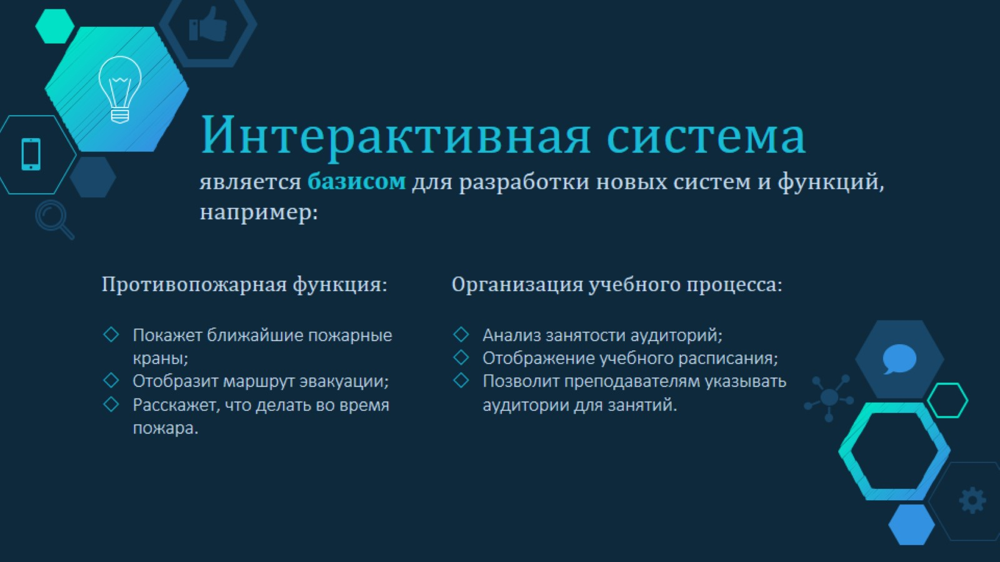 Интерактивная система
является базисом для разработки новых систем и функций,
например:
Противопожарная функция:
Покажет ближайшие пожарные
краны;
Отобразит маршрут эвакуации;
Расскажет, что делать во время
пожара.
Организация учебного процесса:
Анализ занятости аудиторий;
Отображение учебного расписания;
Позволит преподавателям указывать
аудитории для занятий.